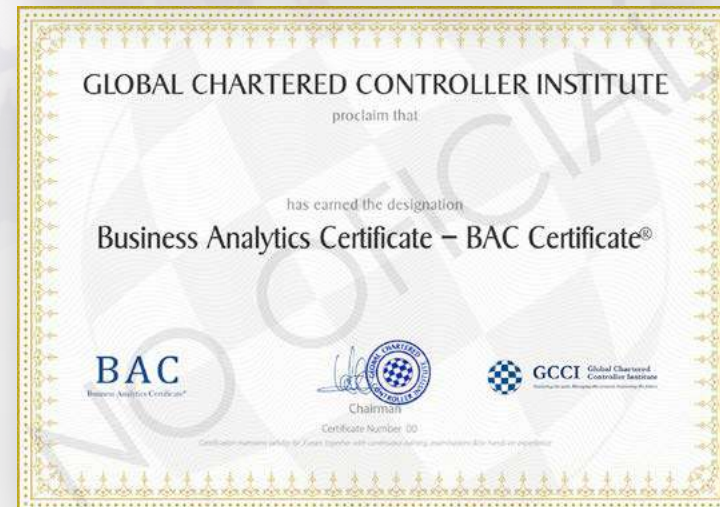 GLOBAL CHARTERED CONTROLLER INSTITUTE
proclaim that
has earned the designation
Business Analytics Certificate – BAC Certificate®
BAC
Business Analytics Certificate®
GLOBAL CHARTERED
CONTROLLER INSTITUTE
GCCI Global Chartered
Controller Institute
Chairman
Certificate Number 00
NO OFICIAL